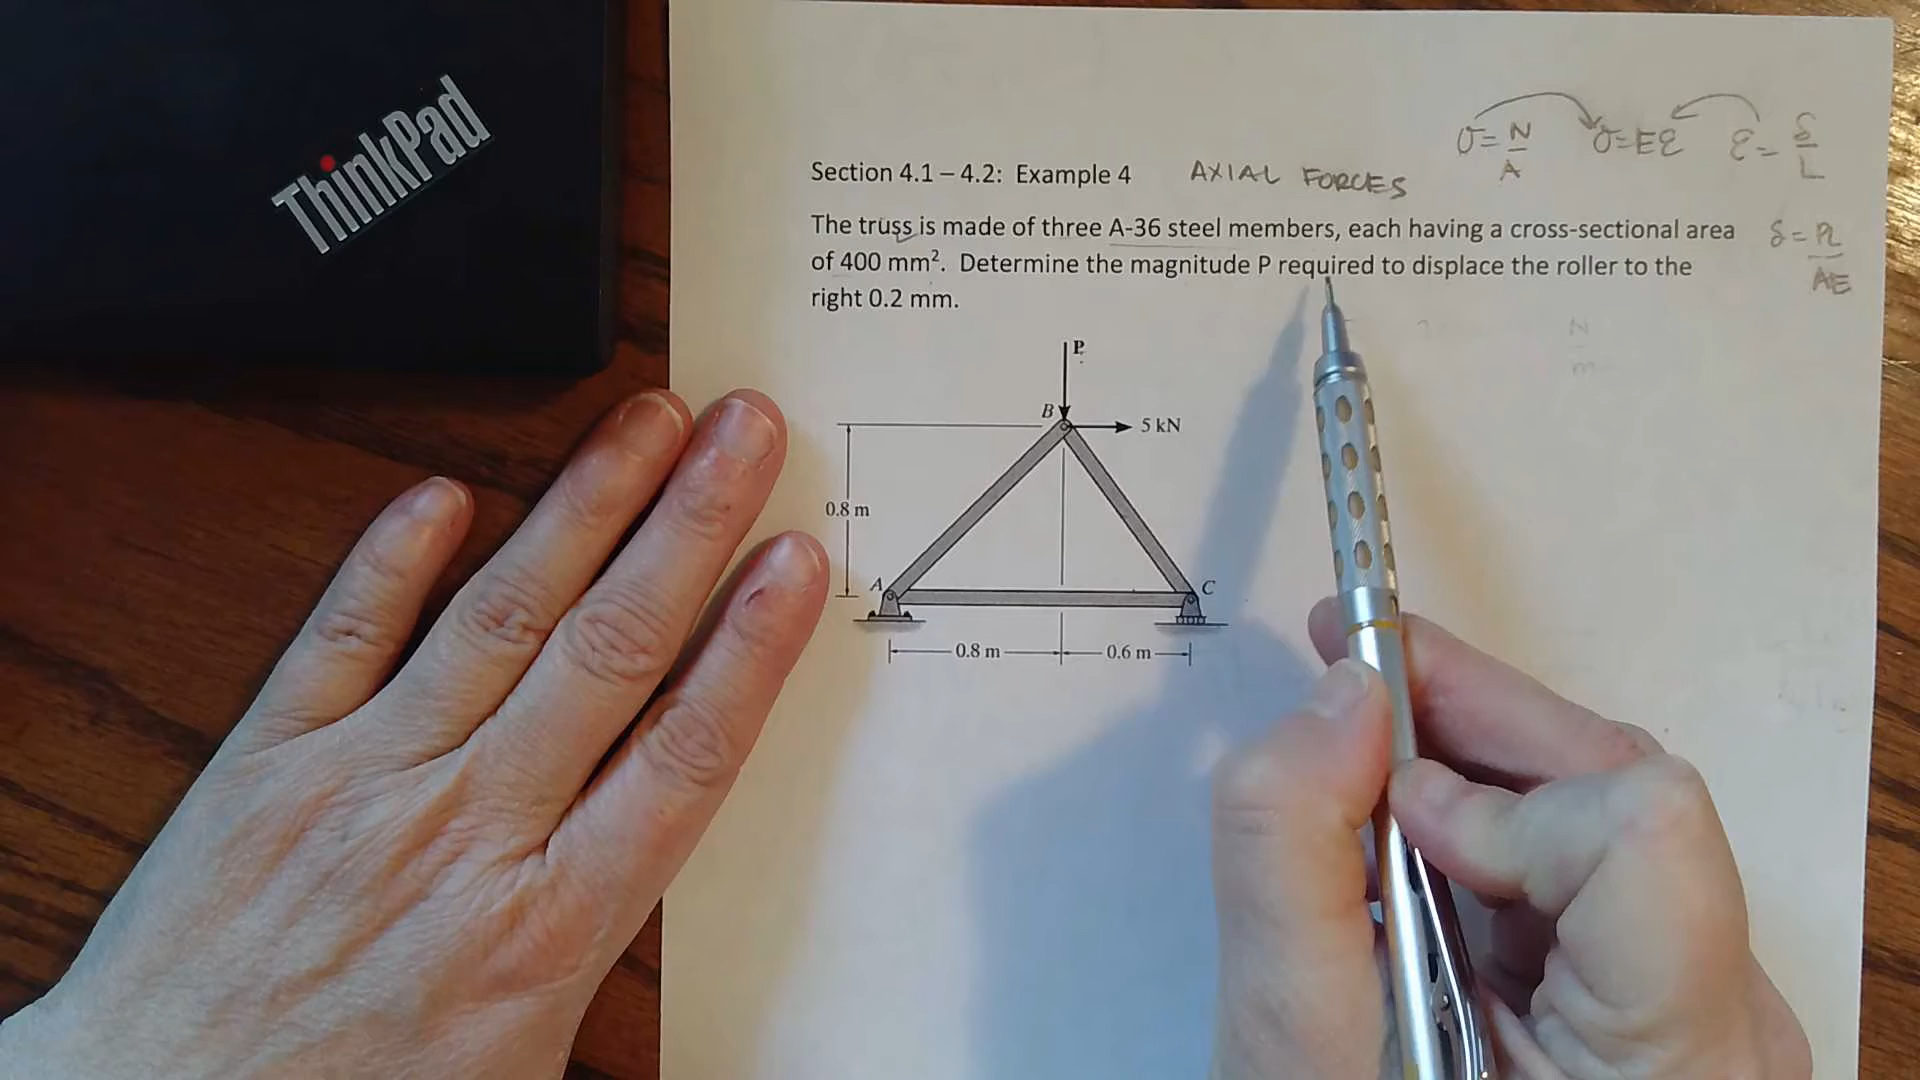 ThinkPad
σ = N/A σ = Eε ε = δ/L
Section 4.1 – 4.2: Example 4 AXIAL FORCES
The truss is made of three A-36 steel members, each having a cross-sectional area
of 400 mm². Determine the magnitude P required to displace the roller to the
right 0.2 mm.
δ = PL/AE
P
B
5 kN
0.8 m
A
C
0.8 m
0.6 m
N
m